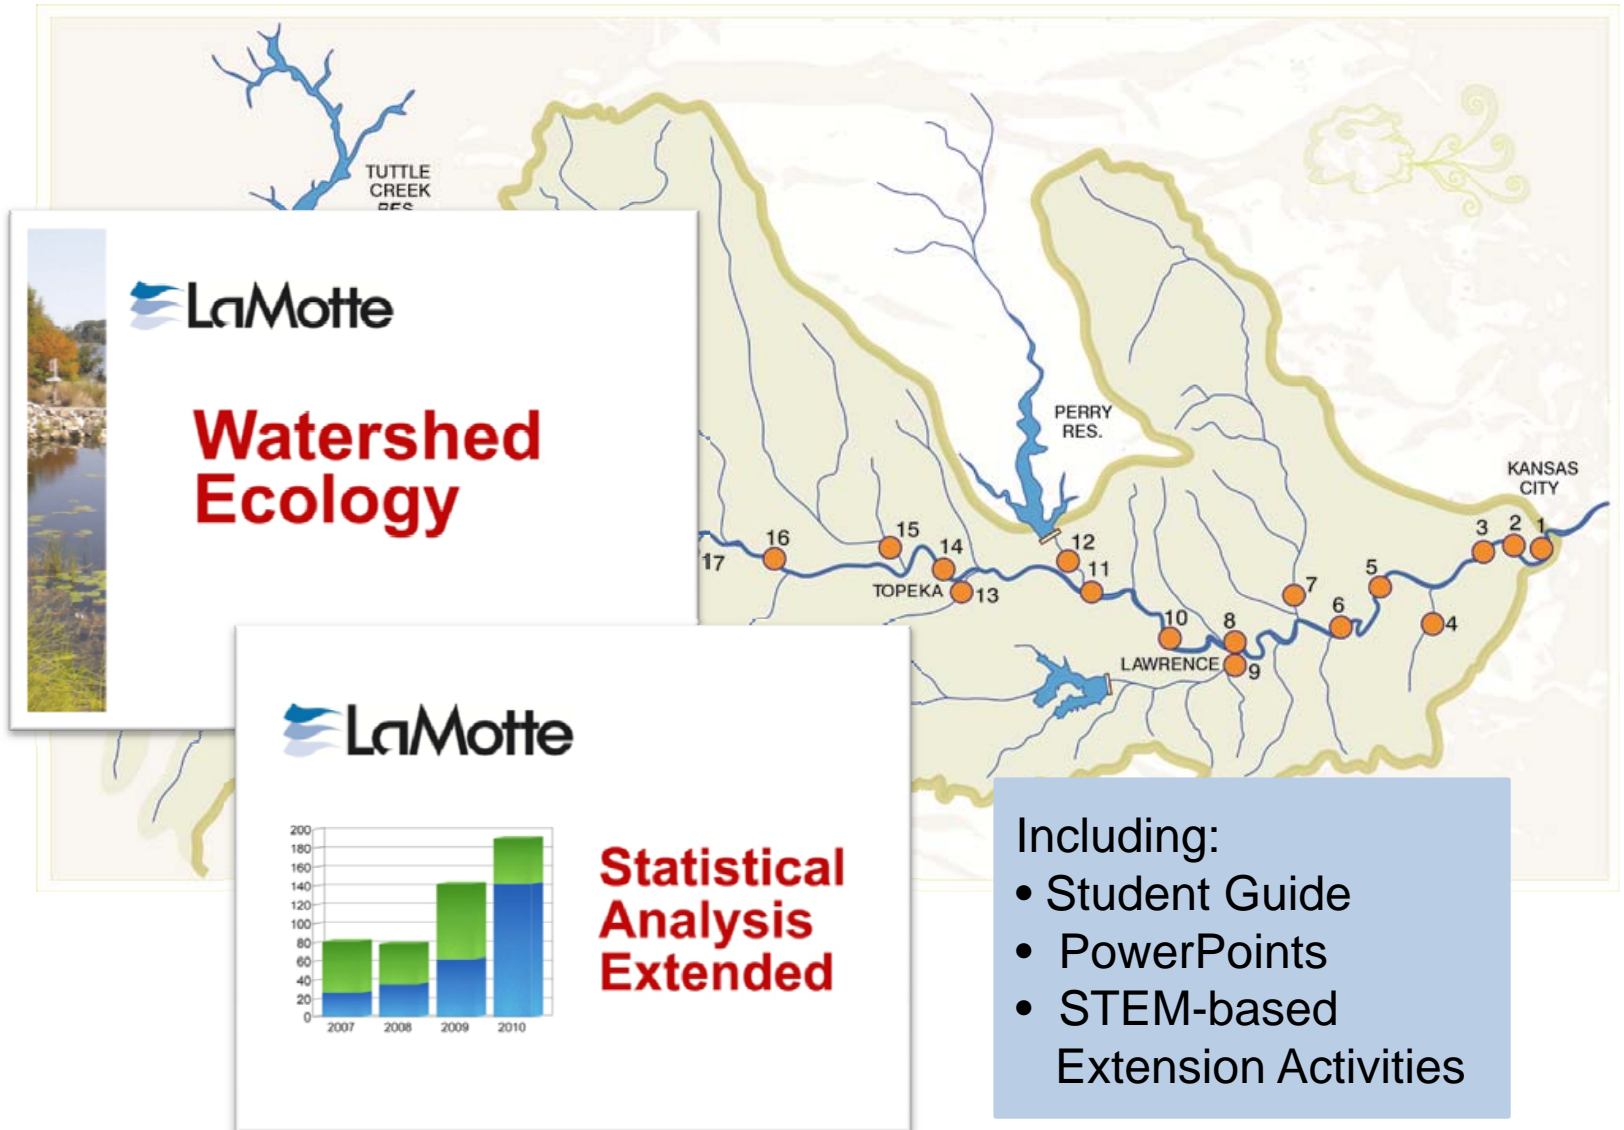 TUTTLE
CREEK
RES.
LaMotte
Watershed
Ecology
PERRY
RES.
KANSAS
CITY
17
16
15
14
TOPEKA
13
12
11
10
LAWRENCE
8
9
7
6
5
4
3
2
1
LaMotte
200
180
160
140
120
100
80
60
40
20
0
2007
2008
2009
2010
Statistical
Analysis
Extended
Including:
• Student Guide
• PowerPoints
• STEM-based
Extension Activities